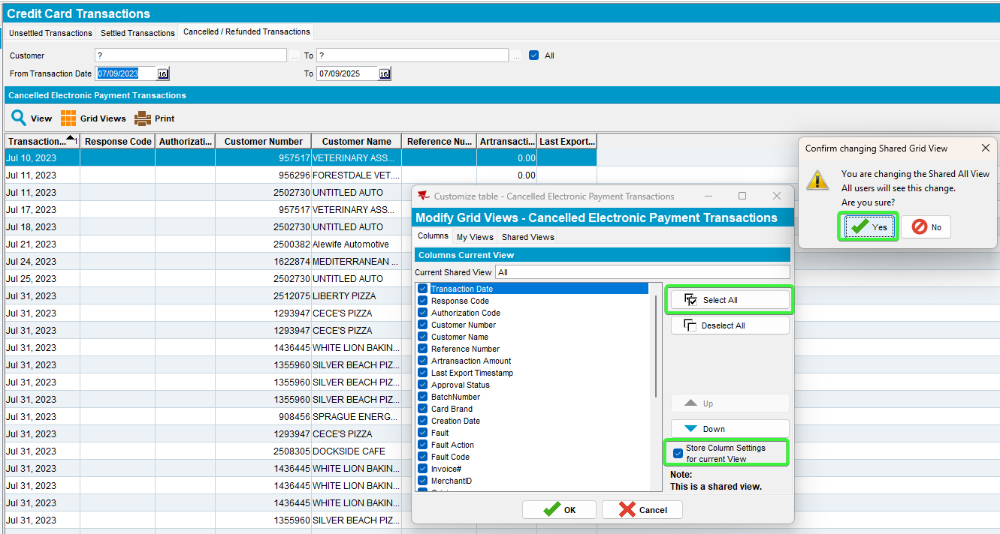 Credit Card Transactions
Unsettled Transactions Settled Transactions Cancelled / Refunded Transactions
Customer ? ... To ? ... All
From Transaction Date 07/09/2023 16 To 07/09/2025 16
Cancelled Electronic Payment Transactions
View Grid Views Print
Transaction... 1 Response Code Authorizati... Customer Number Customer Name Reference Nu... Artransacti... Last Export...
Jul 10, 2023 957517 VETERINARY ASS... 0.00
Jul 11, 2023 956296 FORESTDALE VET.... 0.00
Jul 11, 2023 2502730 UNTITLED AUTO
Jul 17, 2023 957517 VETERINARY ASS...
Jul 18, 2023 2502730 UNTITLED AUTO
Jul 21, 2023 2500382 Alewife Automotive
Jul 24, 2023 1622874 MEDITERRANEAN ...
Jul 25, 2023 2502730 UNTITLED AUTO
Jul 31, 2023 2512075 LIBERTY PIZZA
Jul 31, 2023 1293947 CECE'S PIZZA
Jul 31, 2023 1293947 CECE'S PIZZA
Jul 31, 2023 1436445 WHITE LION BAKIN...
Jul 31, 2023 1355960 SILVER BEACH PIZ...
Jul 31, 2023 1355960 SILVER BEACH PIZ...
Jul 31, 2023 1355960 SILVER BEACH PIZ...
Jul 31, 2023 908456 SPRAGUE ENERG...
Jul 31, 2023 1293947 CECE'S PIZZA
Jul 31, 2023 2508305 DOCKSIDE CAFE
Jul 31, 2023 1436445 WHITE LION BAKIN...
Jul 31, 2023 1436445 WHITE LION BAKIN...
Jul 31, 2023 1436445 WHITE LION BAKIN...
Jul 31, 2023 1355960 SILVER BEACH PIZ...
Customize table - Cancelled Electronic Payment Transactions
Modify Grid Views - Cancelled Electronic Payment Transactions
Columns My Views Shared Views
Columns Current View
Current Shared View All
Transaction Date
Response Code
Authorization Code
Customer Number
Customer Name
Reference Number
Artransaction Amount
Last Export Timestamp
Approval Status
BatchNumber
Card Brand
Creation Date
Fault
Fault Action
Fault Code
Invoice#
MerchantID
Select All
Deselect All
Up
Down
Store Column Settings
for current View
Note:
This is a shared view.
OK Cancel
Confirm changing Shared Grid View
You are changing the Shared All View
All users will see this change.
Are you sure?
Yes No